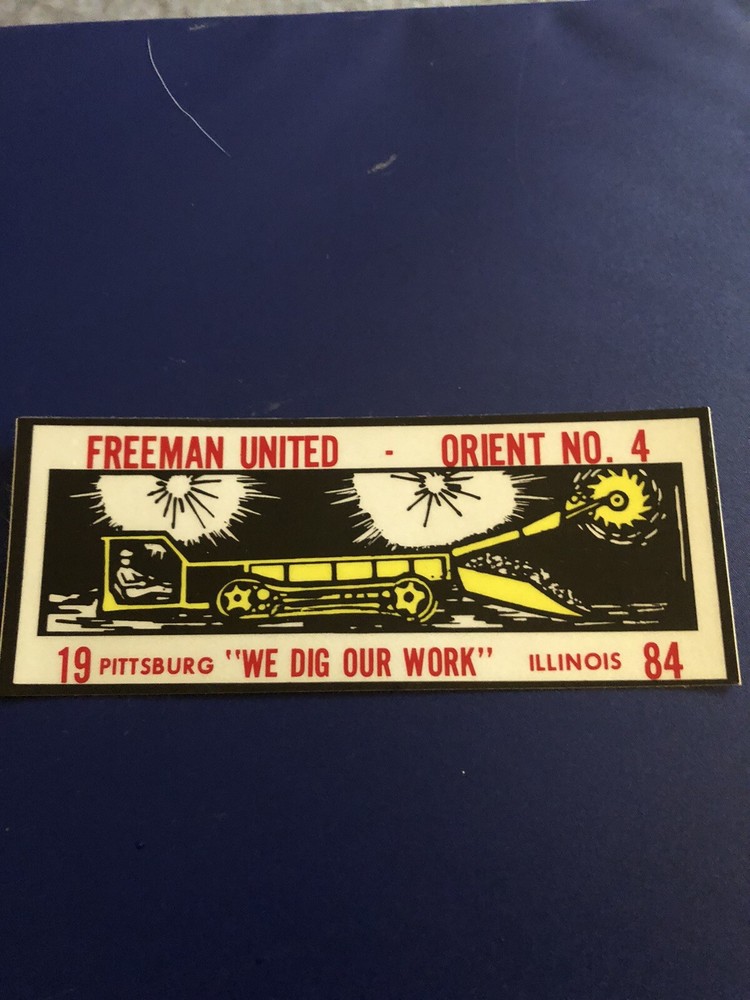 FREEMAN UNITED - ORIENT NO. 4
19 PITTSBURG "WE DIG OUR WORK" ILLINOIS 84